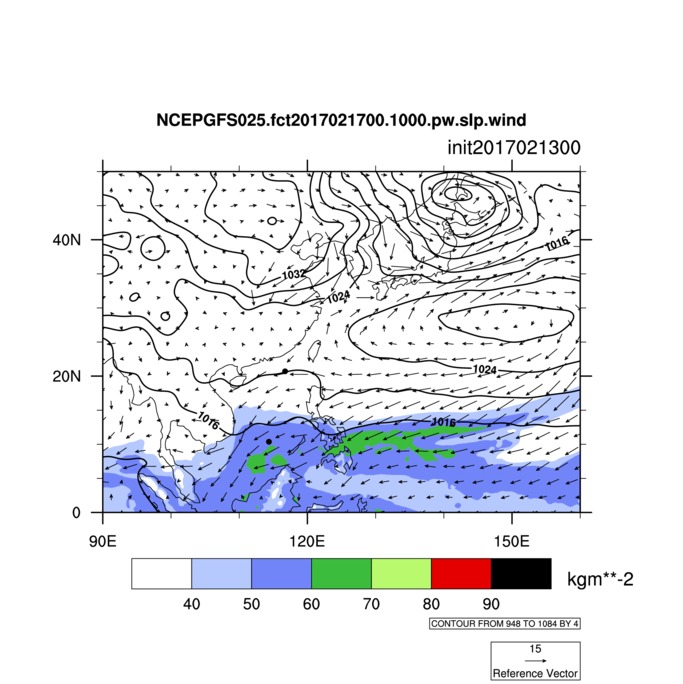 NCEPGFS025.fct2017021700.1000.pw.slp.wind
init2017021300
40N
1016
1032
1024
1024
20N
1016
1016
0
90E 120E 150E
kgm**-2
40 50 60 70 80 90
CONTOUR FROM 948 TO 1084 BY 4
15
Reference Vector